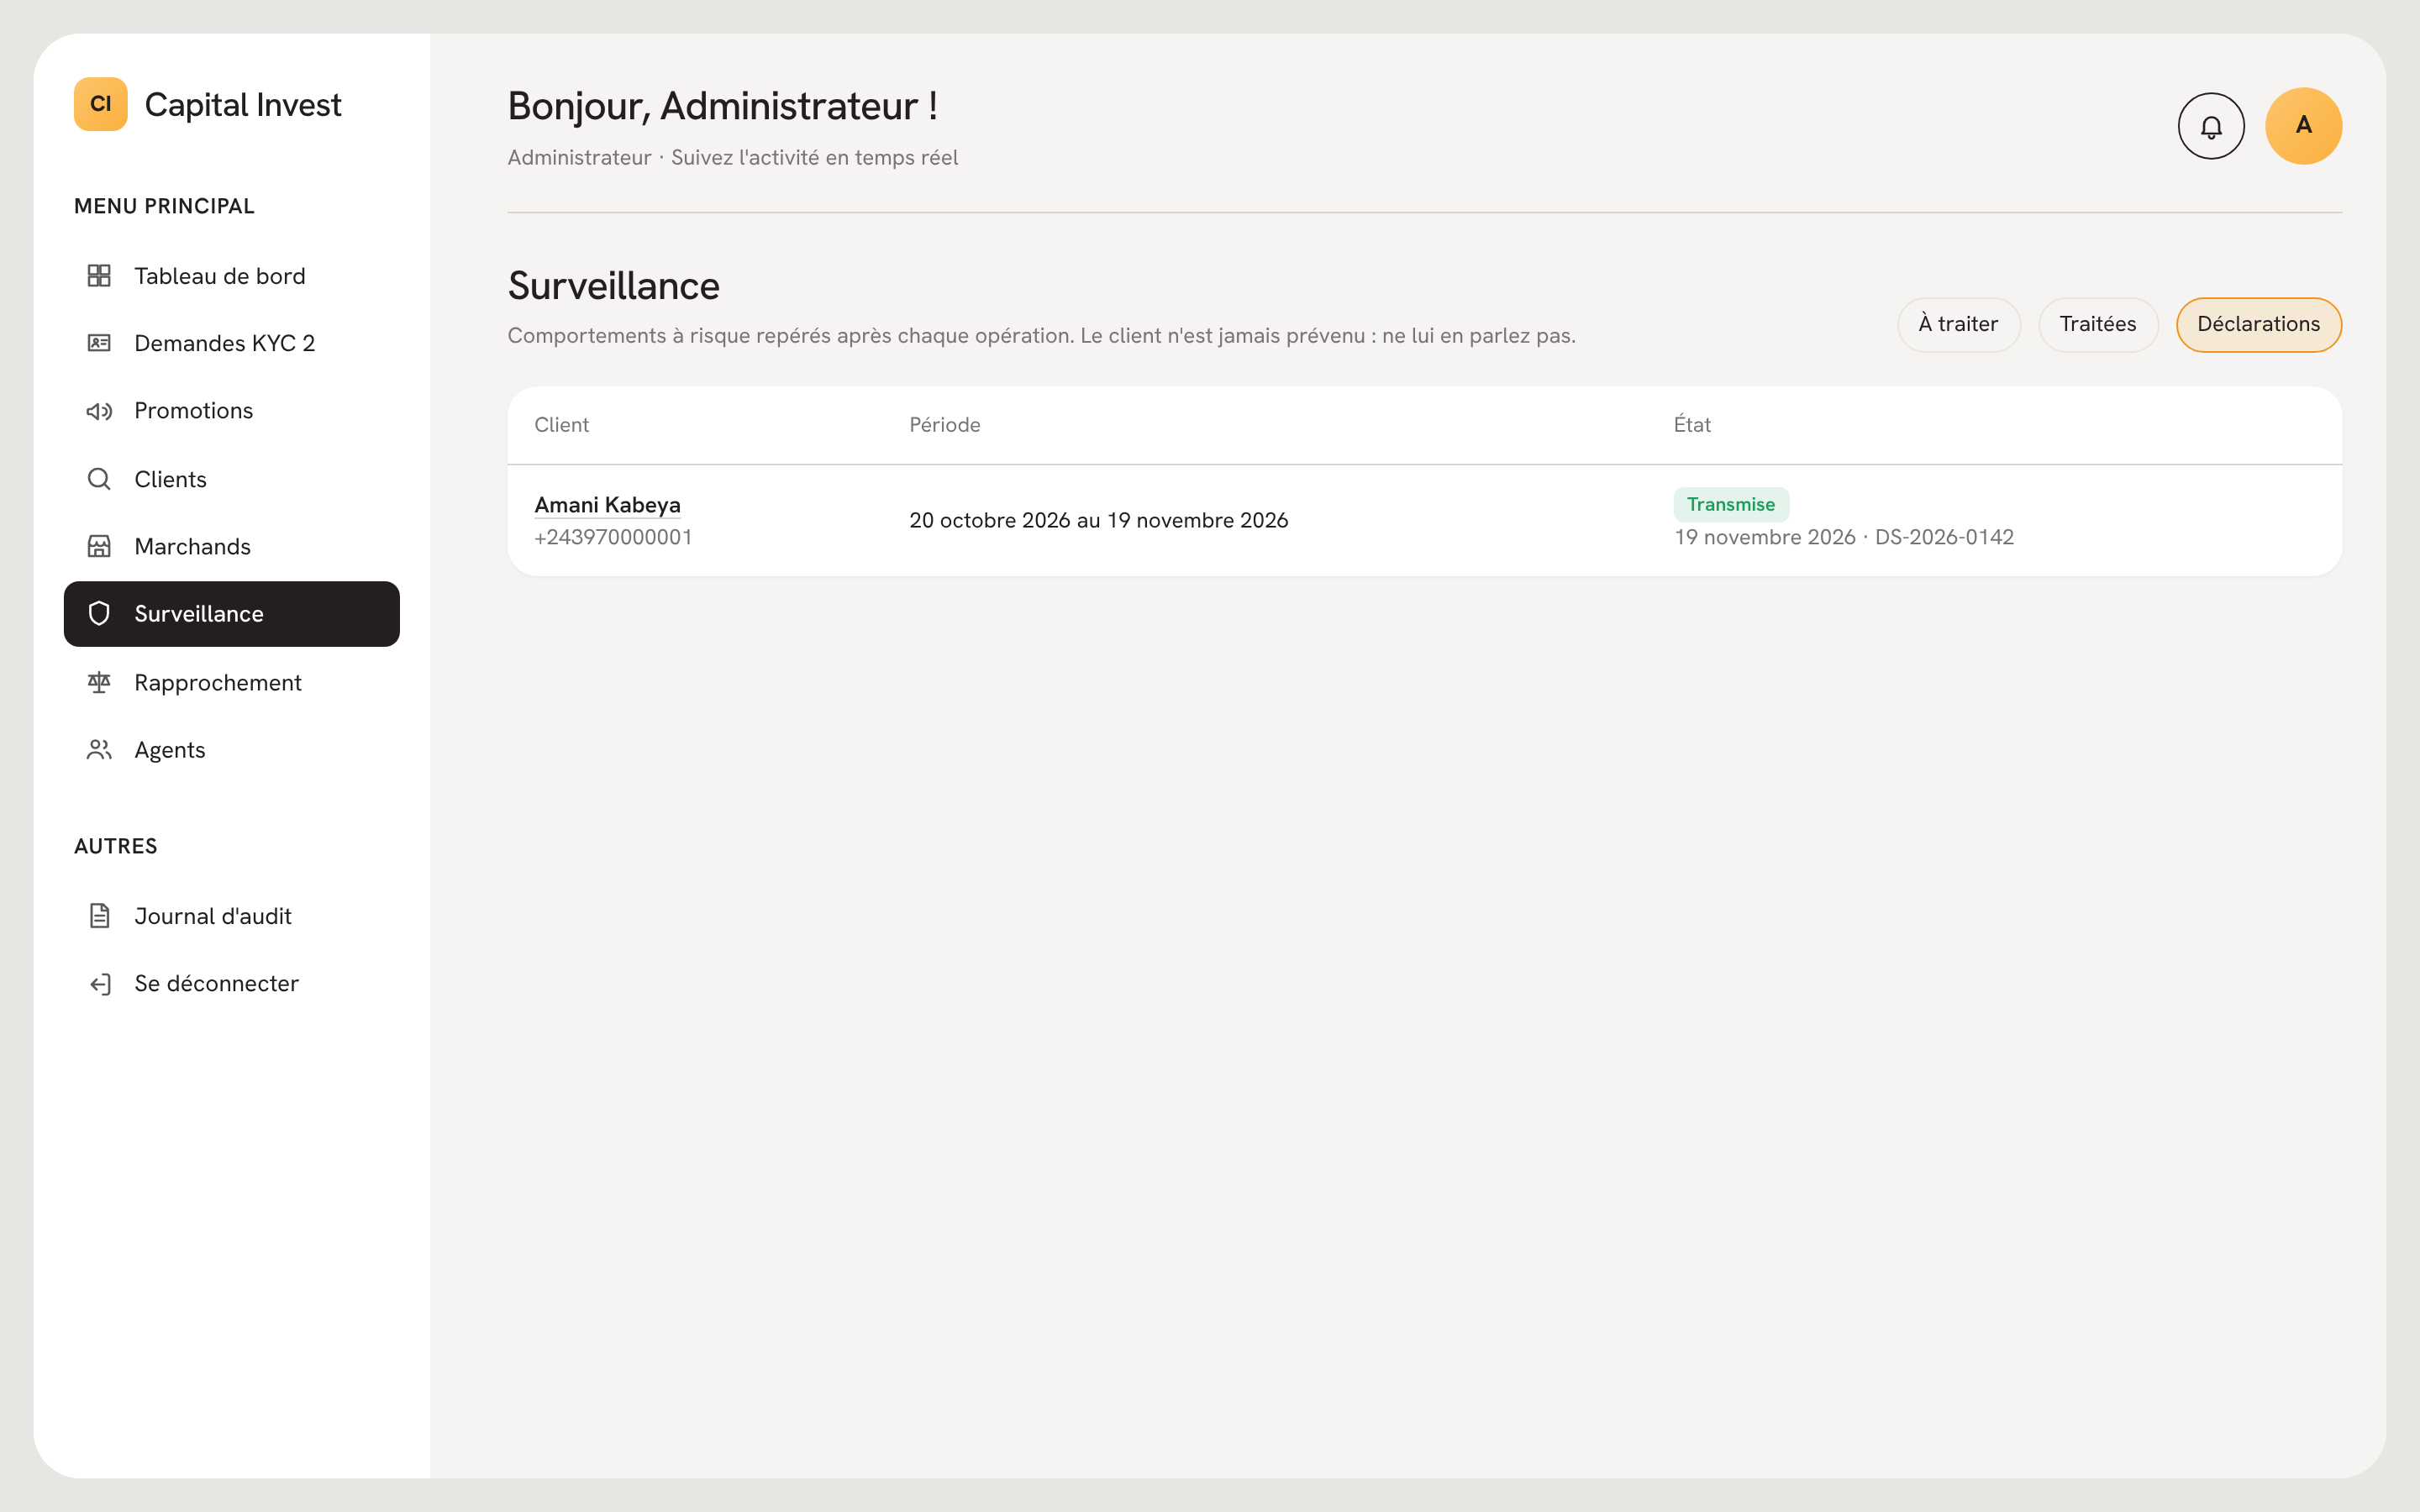 CI
Capital Invest
MENU PRINCIPAL
Tableau de bord
Demandes KYC 2
Promotions
Clients
Marchands
Surveillance
Rapprochement
Agents
AUTRES
Journal d'audit
Se déconnecter
Bonjour, Administrateur !
Administrateur · Suivez l'activité en temps réel
A
Surveillance
Comportements à risque repérés après chaque opération. Le client n'est jamais prévenu : ne lui en parlez pas.
À traiter
Traitées
Déclarations
Client
Période
État
Amani Kabeya
+243970000001
20 octobre 2026 au 19 novembre 2026
Transmise
19 novembre 2026 · DS-2026-0142